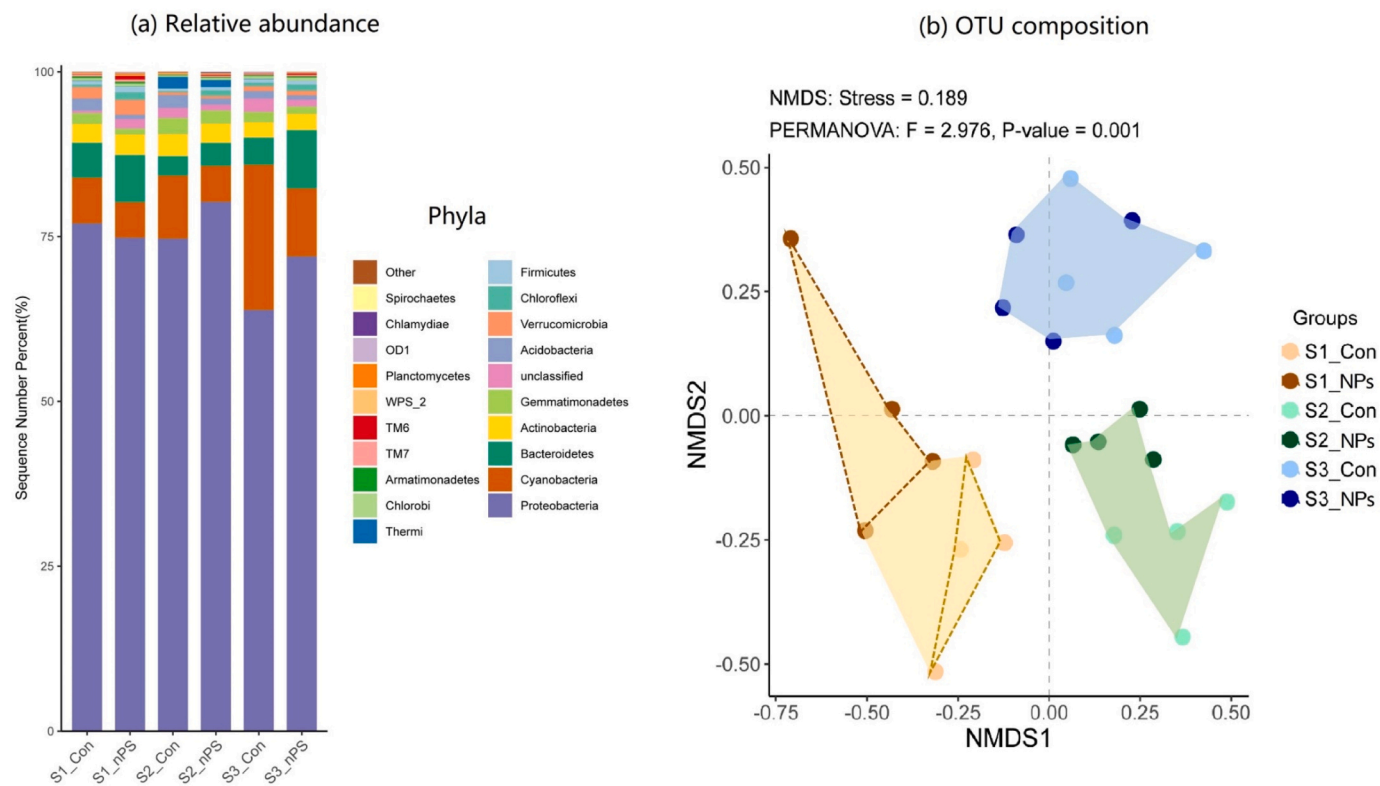 (a) Relative abundance
100
75
50
25
0
Sequence Number Percent(%)
S1_Con
S1_nPS
S2_Con
S2_nPS
S3_Con
S3_nPS
Phyla
Other
Spirochaetes
Chlamydiae
OD1
Planctomycetes
WPS_2
TM6
TM7
Armatimonadetes
Chlorobi
Thermi
Firmicutes
Chloroflexi
Verrucomicrobia
Acidobacteria
unclassified
Gemmatimonadetes
Actinobacteria
Bacteroidetes
Cyanobacteria
Proteobacteria
(b) OTU composition
NMDS: Stress = 0.189
PERMANOVA: F = 2.976, P-value = 0.001
0.50
0.25
0.00
-0.25
-0.50
NMDS2
-0.75
-0.50
-0.25
0.00
0.25
0.50
NMDS1
Groups
S1_Con
S1_NPs
S2_Con
S2_NPs
S3_Con
S3_NPs